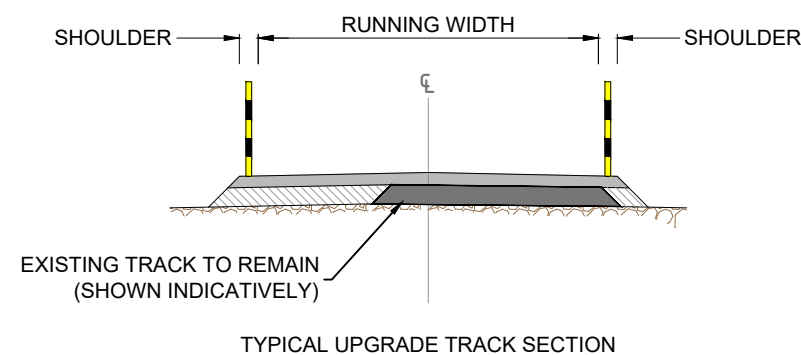 SHOULDER
RUNNING WIDTH
SHOULDER
℄
EXISTING TRACK TO REMAIN
(SHOWN INDICATIVELY)
TYPICAL UPGRADE TRACK SECTION